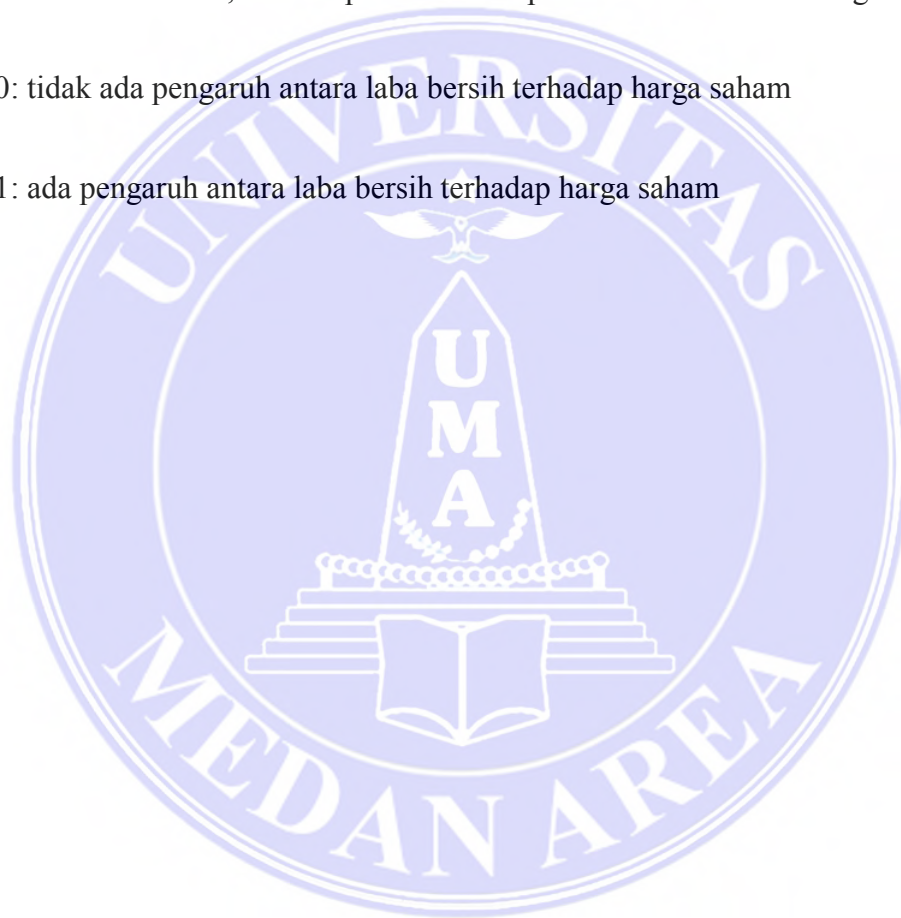 0: tidak ada pengaruh antara laba bersih terhadap harga saham
1: ada pengaruh antara laba bersih terhadap harga saham
UNIVERSITAS
U
M
A
MEDAN AREA